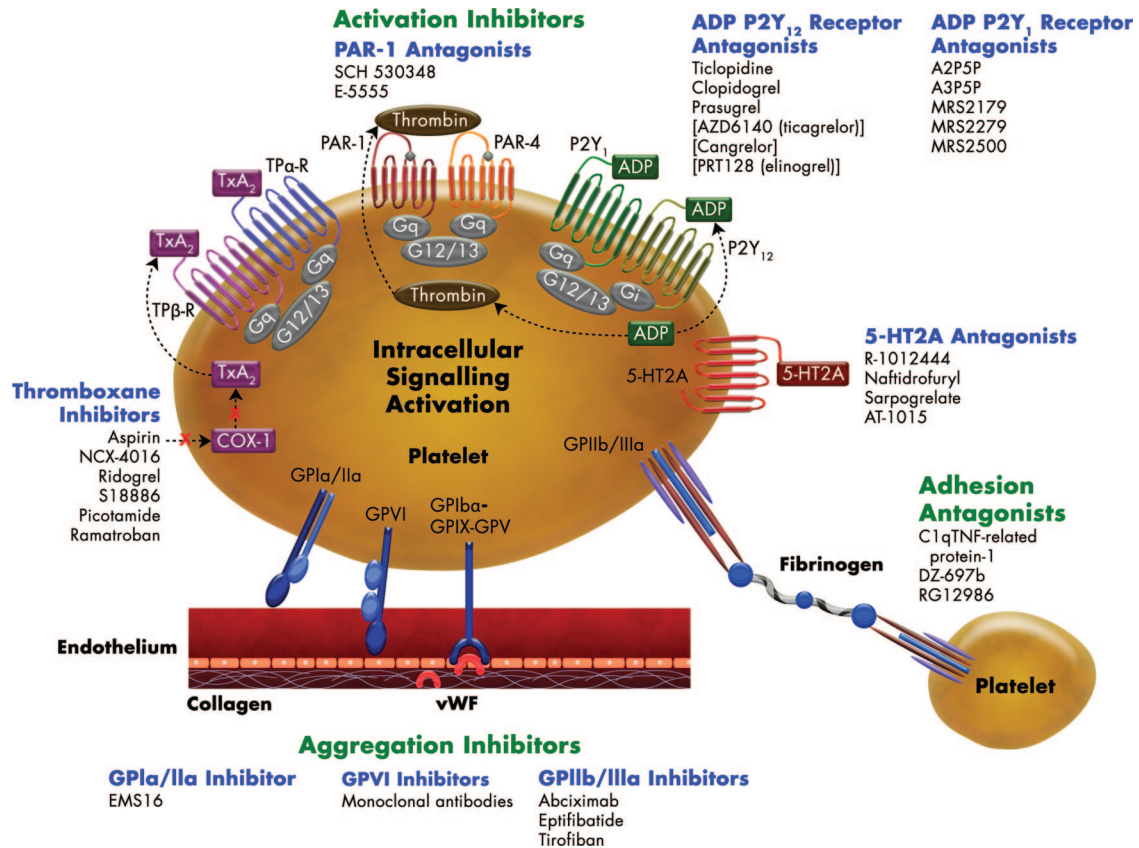 Activation Inhibitors
PAR-1 Antagonists
SCH 530348
E-5555
ADP P2Y12 Receptor
Antagonists
Ticlopidine
Clopidogrel
Prasugrel
[AZD6140 (ticagrelor)]
[Cangrelor]
[PRT128 (elinogrel)]
ADP P2Y1 Receptor
Antagonists
A2P5P
A3P5P
MRS2179
MRS2279
MRS2500
Thrombin
PAR-1
PAR-4
P2Y1
ADP
TPα-R
TxA2
TxA2
TPβ-R
ADP
P2Y12
Gq
Gq
G12/13
Gq
G12/13
Gq
G12/13
Gq
G12/13
Gi
Thrombin
ADP
Intracellular
Signalling
Activation
Platelet
5-HT2A
5-HT2A
5-HT2A Antagonists
R-1012444
Naftidrofuryl
Sarpogrelate
AT-1015
TxA2
COX-1
Thromboxane
Inhibitors
Aspirin
NCX-4016
Ridogrel
S18886
Picotamide
Ramatroban
GPIa/IIa
GPVI
GPIbα-
GPIX-GPV
GPIIb/IIIa
Adhesion
Antagonists
C1qTNF-related
protein-1
DZ-697b
RG12986
Fibrinogen
Platelet
Endothelium
Collagen
vWF
Aggregation Inhibitors
GPIa/IIa Inhibitor
EMS16
GPVI Inhibitors
Monoclonal antibodies
GPIIb/IIIa Inhibitors
Abciximab
Eptifibatide
Tirofiban